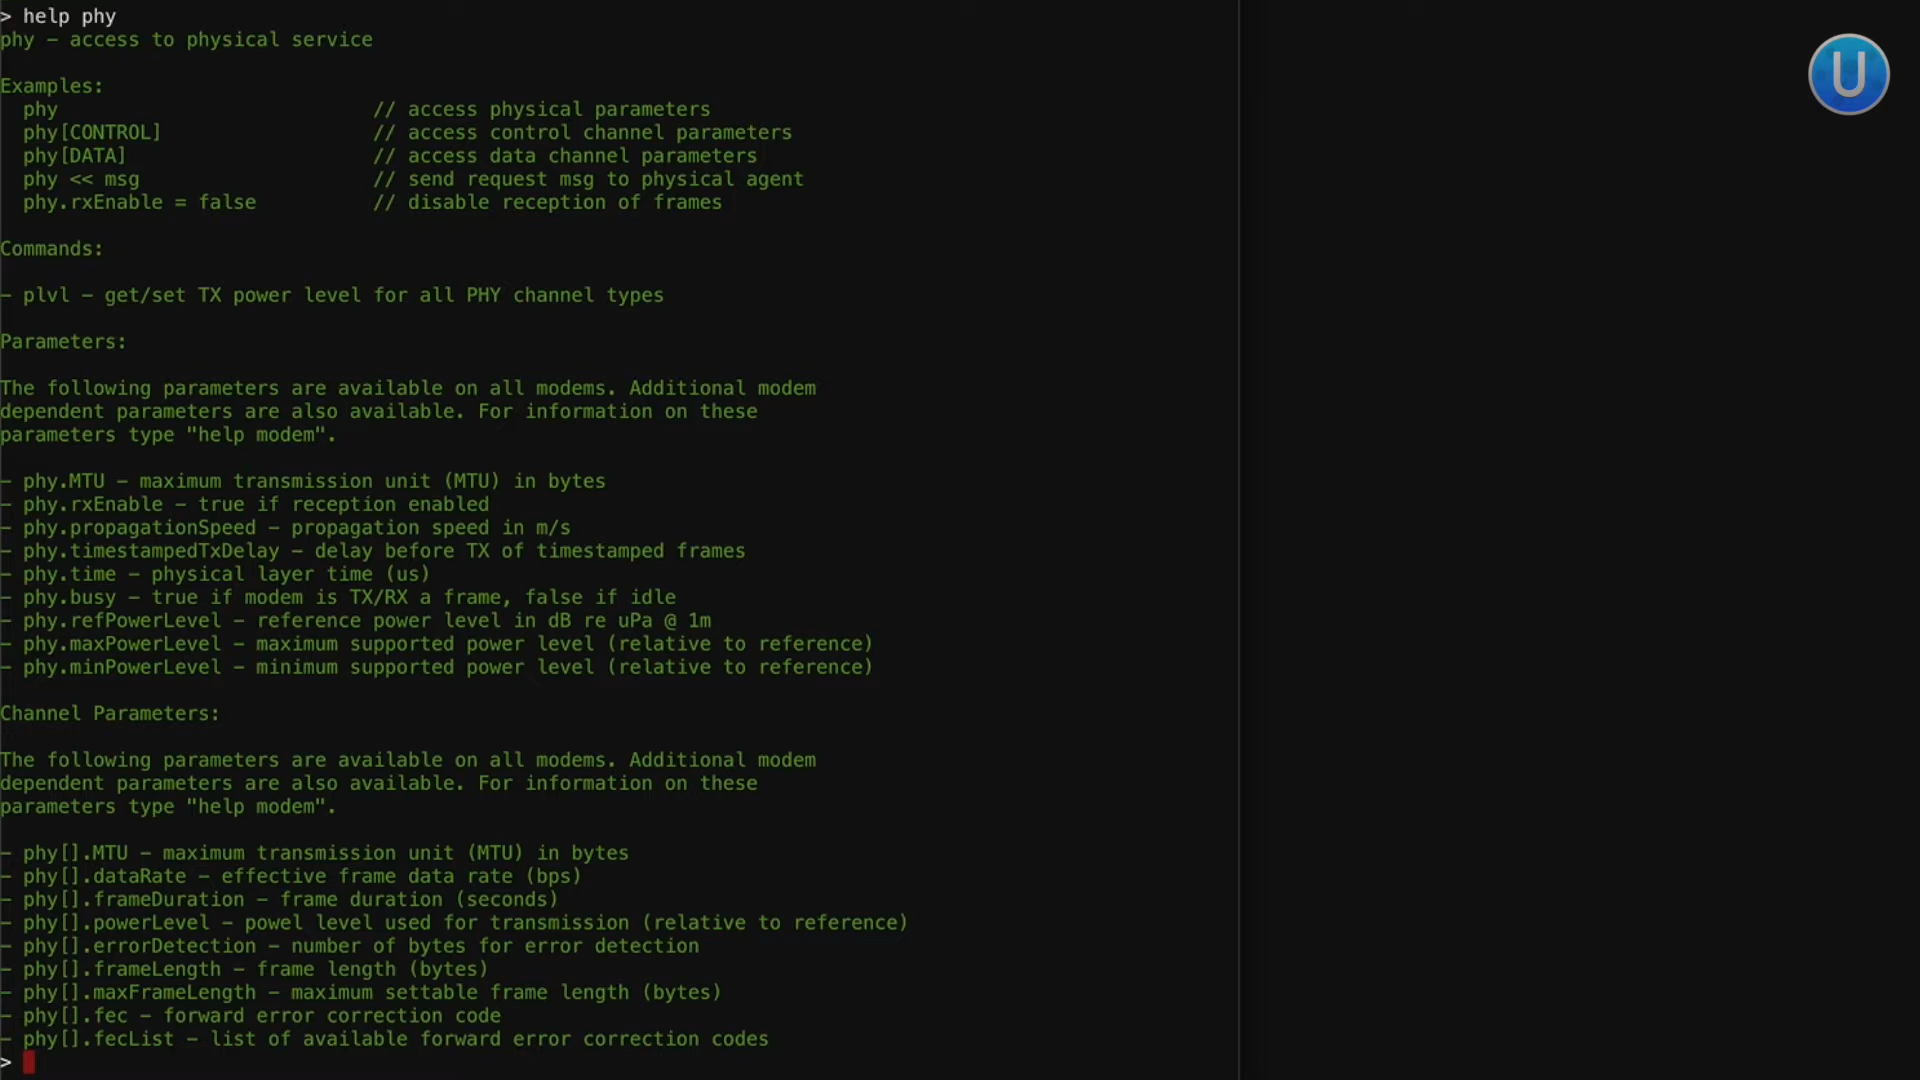 > help phy
phy - access to physical service
Examples:
phy // access physical parameters
phy[CONTROL] // access control channel parameters
phy[DATA] // access data channel parameters
phy << msg // send request msg to physical agent
phy.rxEnable = false // disable reception of frames
Commands:
- plvl - get/set TX power level for all PHY channel types
Parameters:
The following parameters are available on all modems. Additional modem
dependent parameters are also available. For information on these
parameters type "help modem".
- phy.MTU - maximum transmission unit (MTU) in bytes
- phy.rxEnable - true if reception enabled
- phy.propagationSpeed - propagation speed in m/s
- phy.timestampedTxDelay - delay before TX of timestamped frames
- phy.time - physical layer time (us)
- phy.busy - true if modem is TX/RX a frame, false if idle
- phy.refPowerLevel - reference power level in dB re uPa @ 1m
- phy.maxPowerLevel - maximum supported power level (relative to reference)
- phy.minPowerLevel - minimum supported power level (relative to reference)
Channel Parameters:
The following parameters are available on all modems. Additional modem
dependent parameters are also available. For information on these
parameters type "help modem".
- phy[].MTU - maximum transmission unit (MTU) in bytes
- phy[].dataRate - effective frame data rate (bps)
- phy[].frameDuration - frame duration (seconds)
- phy[].powerLevel - powel level used for transmission (relative to reference)
- phy[].errorDetection - number of bytes for error detection
- phy[].frameLength - frame length (bytes)
- phy[].maxFrameLength - maximum settable frame length (bytes)
- phy[].fec - forward error correction code
- phy[].fecList - list of available forward error correction codes
>
U